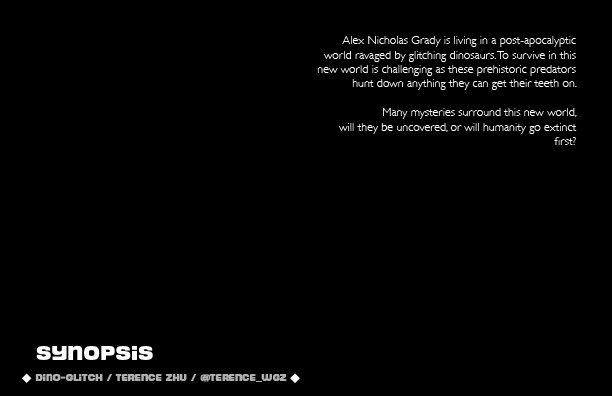 Alex Nicholas Grady is living in a post-apocalyptic
world ravaged by glitching dinosaurs. To survive in this
new world is challenging as these prehistoric predators
hunt down anything they can get their teeth on.
Many mysteries surround this new world,
will they be uncovered, or will humanity go extinct
first?
SYNOPSIS
◆ DINO-GLITCH / TERENCE ZHU / @TERENCE_WGZ ◆